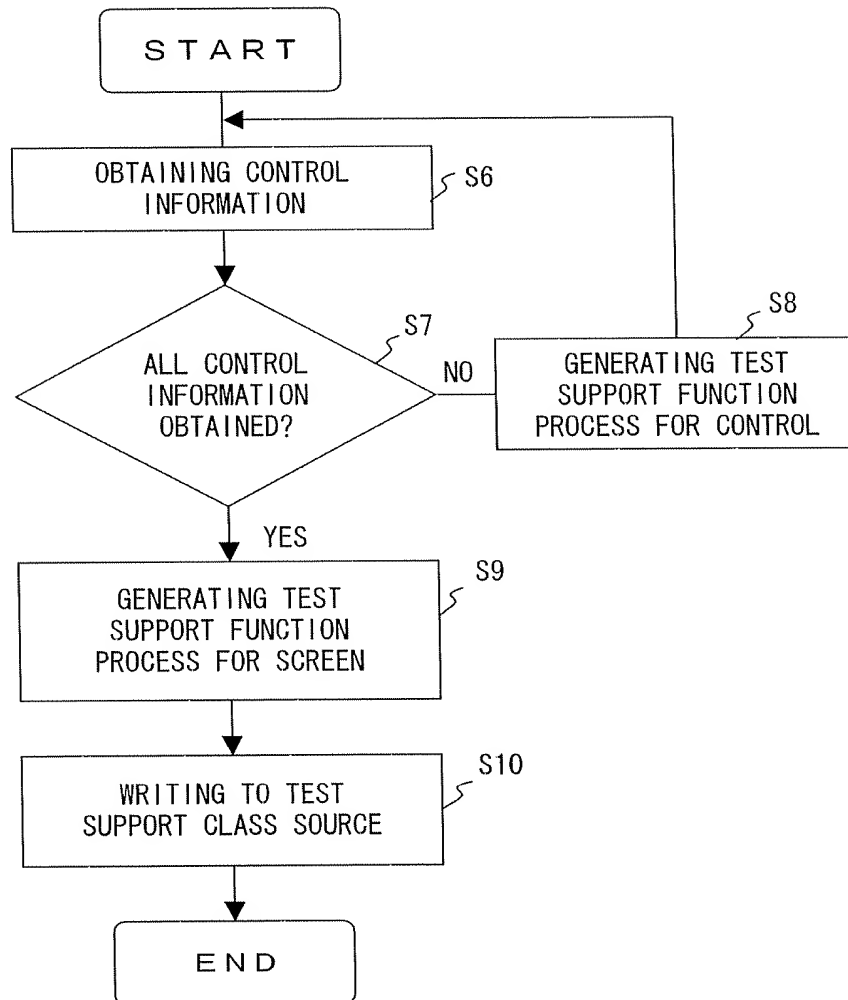 START
OBTAINING CONTROL
INFORMATION
S6
S7
ALL CONTROL
INFORMATION
OBTAINED?
NO
S8
GENERATING TEST
SUPPORT FUNCTION
PROCESS FOR CONTROL
YES
S9
GENERATING TEST
SUPPORT FUNCTION
PROCESS FOR SCREEN
S10
WRITING TO TEST
SUPPORT CLASS SOURCE
END